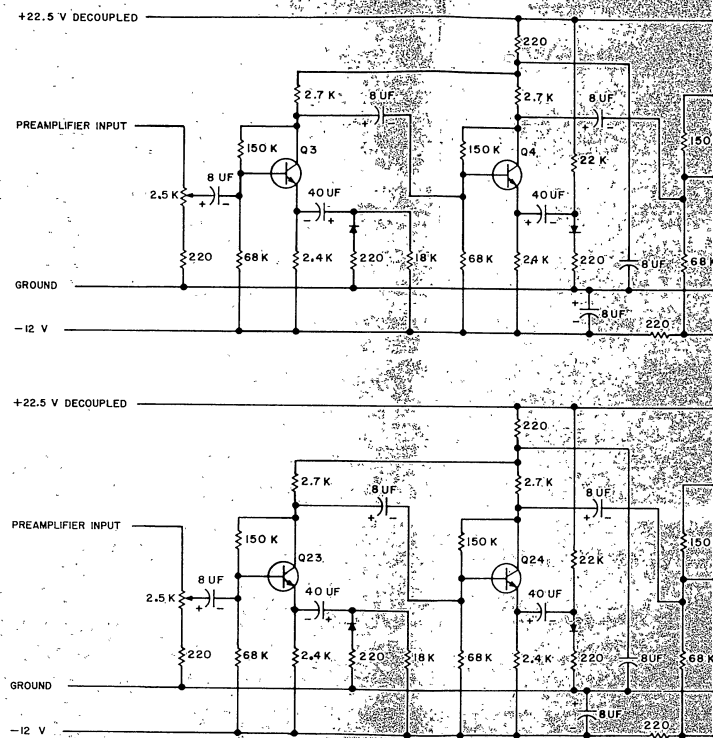 +22.5 V DECOUPLED
220
2.7 K
8 UF
+ -
2.7 K
8 UF
+ -
PREAMPLIFIER INPUT
150 K
Q3
150 K
Q4
150
22 K
8 UF
2.5 K
+ -
40 UF
- +
40 UF
+ -
220
68 K
2.4 K
220
18 K
68 K
2.4 K
220
8 UF
68 K
GROUND
+
8 UF
-
220
-12 V
+22.5 V DECOUPLED
220
2.7 K
8 UF
+ -
2.7 K
8 UF
+ -
PREAMPLIFIER INPUT
150 K
Q23
150 K
Q24
150
22K
8 UF
2.5 K
+ -
40 UF
- +
40 UF
+ -
220
68 K
2.4 K
220
18 K
68 K
2.4 K
220
8UF
68 K
GROUND
+
8 UF
-
220
-12 V